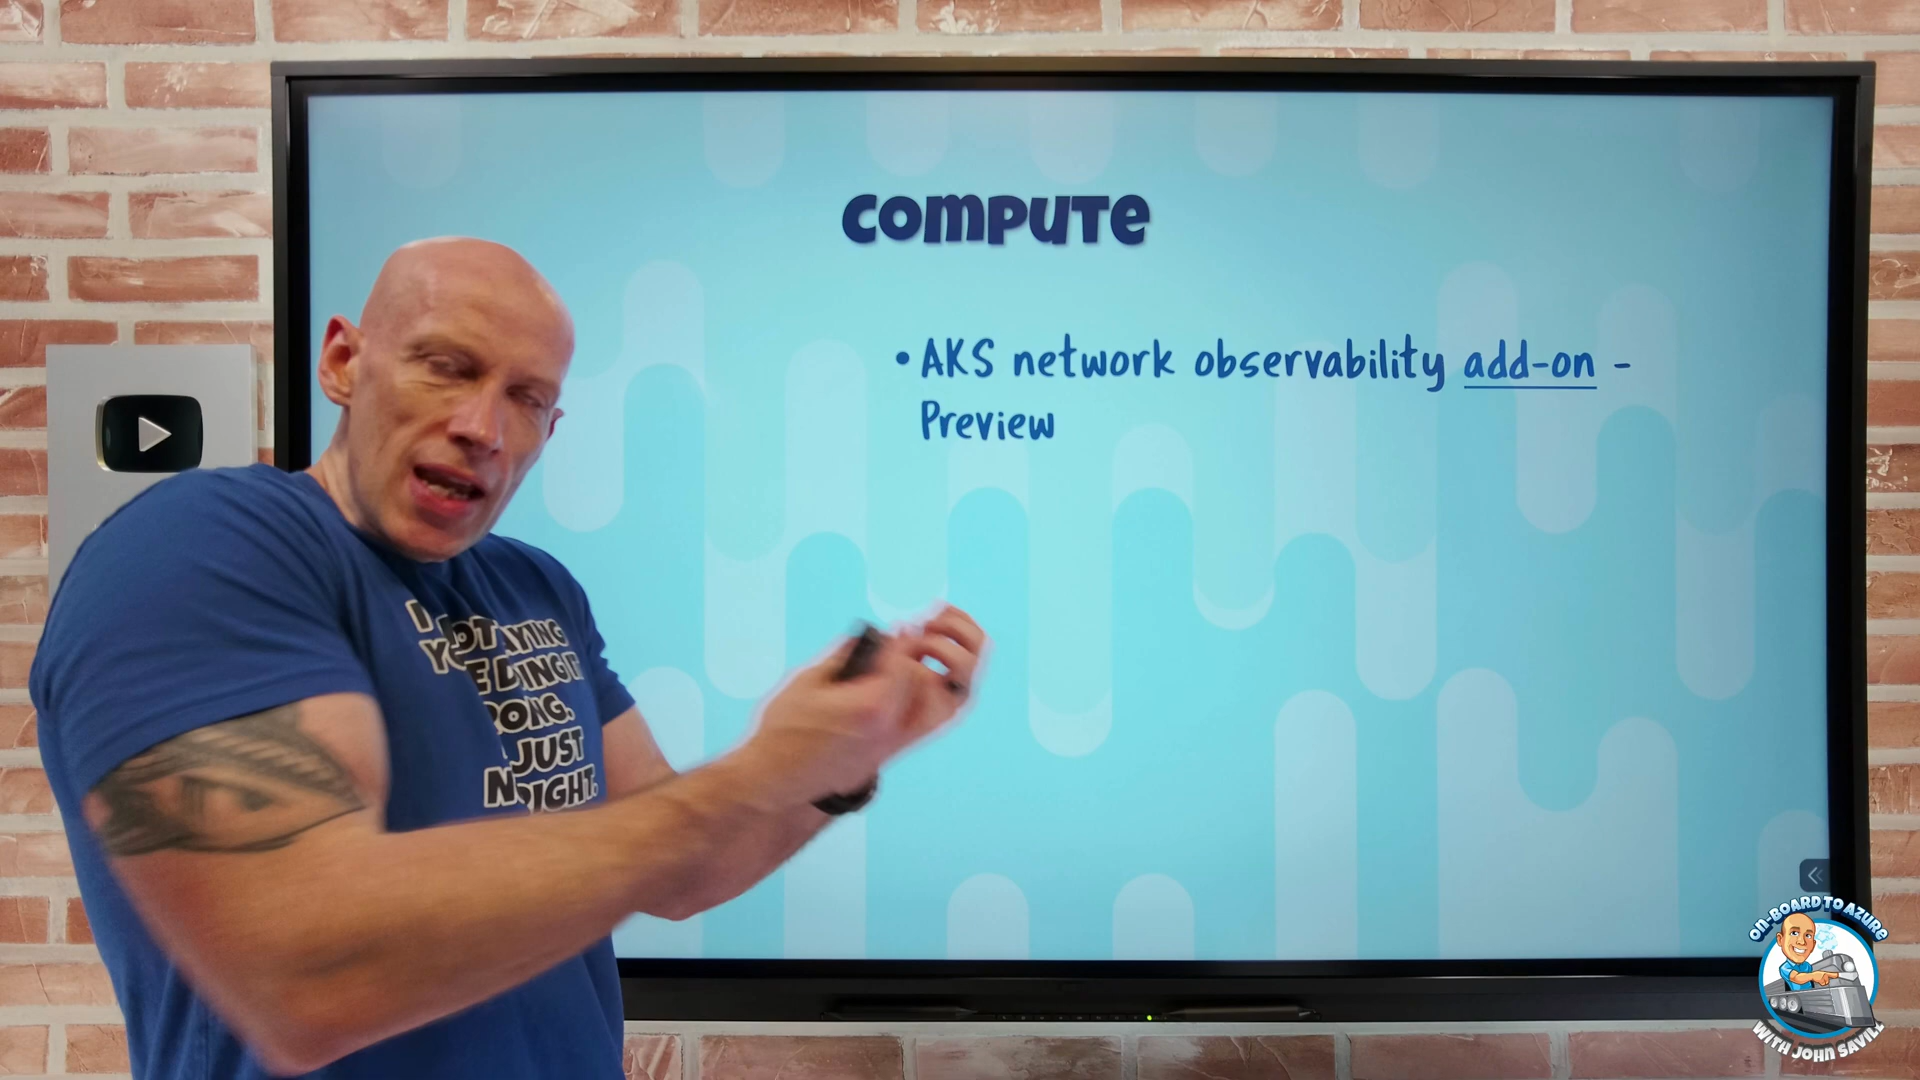 COMPUTE
• AKS network observability add-on -
Preview
JUST
ON-BOARD TO AZURE
WITH JOHN SAVILL